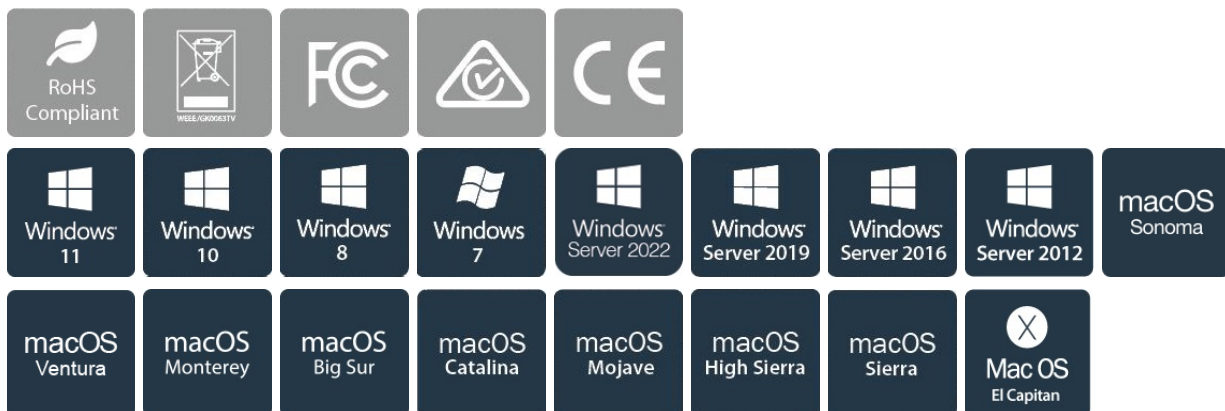 RoHS
Compliant
WEEE/GK0063TV
FC
CE
Windows
11
Windows
10
Windows
8
Windows
7
Windows
Server 2022
Windows
Server 2019
Windows
Server 2016
Windows
Server 2012
macOS
Sonoma
macOS
Ventura
macOS
Monterey
macOS
Big Sur
macOS
Catalina
macOS
Mojave
macOS
High Sierra
macOS
Sierra
X
Mac OS
El Capitan